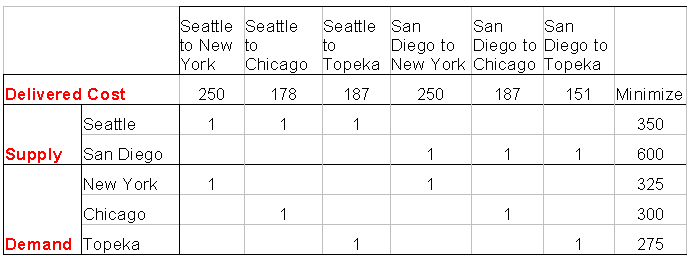 Seattle to New York Seattle to Chicago Seattle to Topeka San Diego to New York San Diego to Chicago San Diego to Topeka
Delivered Cost 250 178 187 250 187 151 Minimize
Seattle 1 1 1 350
Supply San Diego 1 1 1 600
New York 1 1 325
Chicago 1 1 300
Demand Topeka 1 1 275